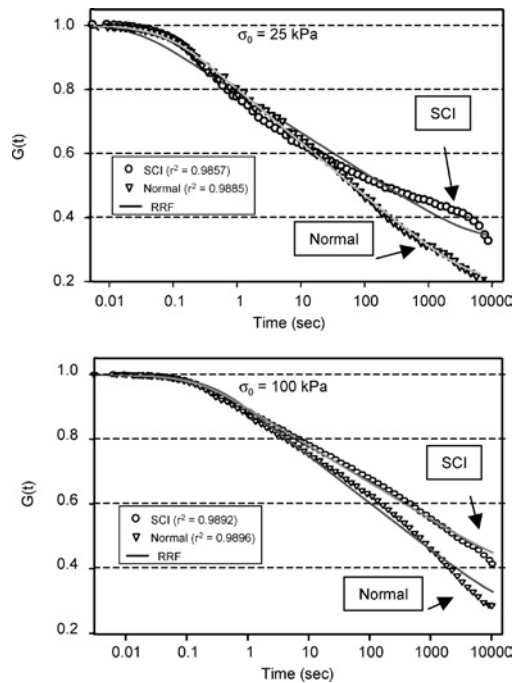 1.0
σ₀ = 25 kPa
0.8
SCI
G(t)
0.6
SCI (r² = 0.9857)
Normal (r² = 0.9885)
RRF
0.4
Normal
0.2
0.01 0.1 1 10 100 1000 10000
Time (sec)
1.0
σ₀ = 100 kPa
0.8
SCI
G(t)
0.6
SCI (r² = 0.9892)
Normal (r² = 0.9896)
RRF
0.4
Normal
0.2
0.01 0.1 1 10 100 1000 10000
Time (sec)